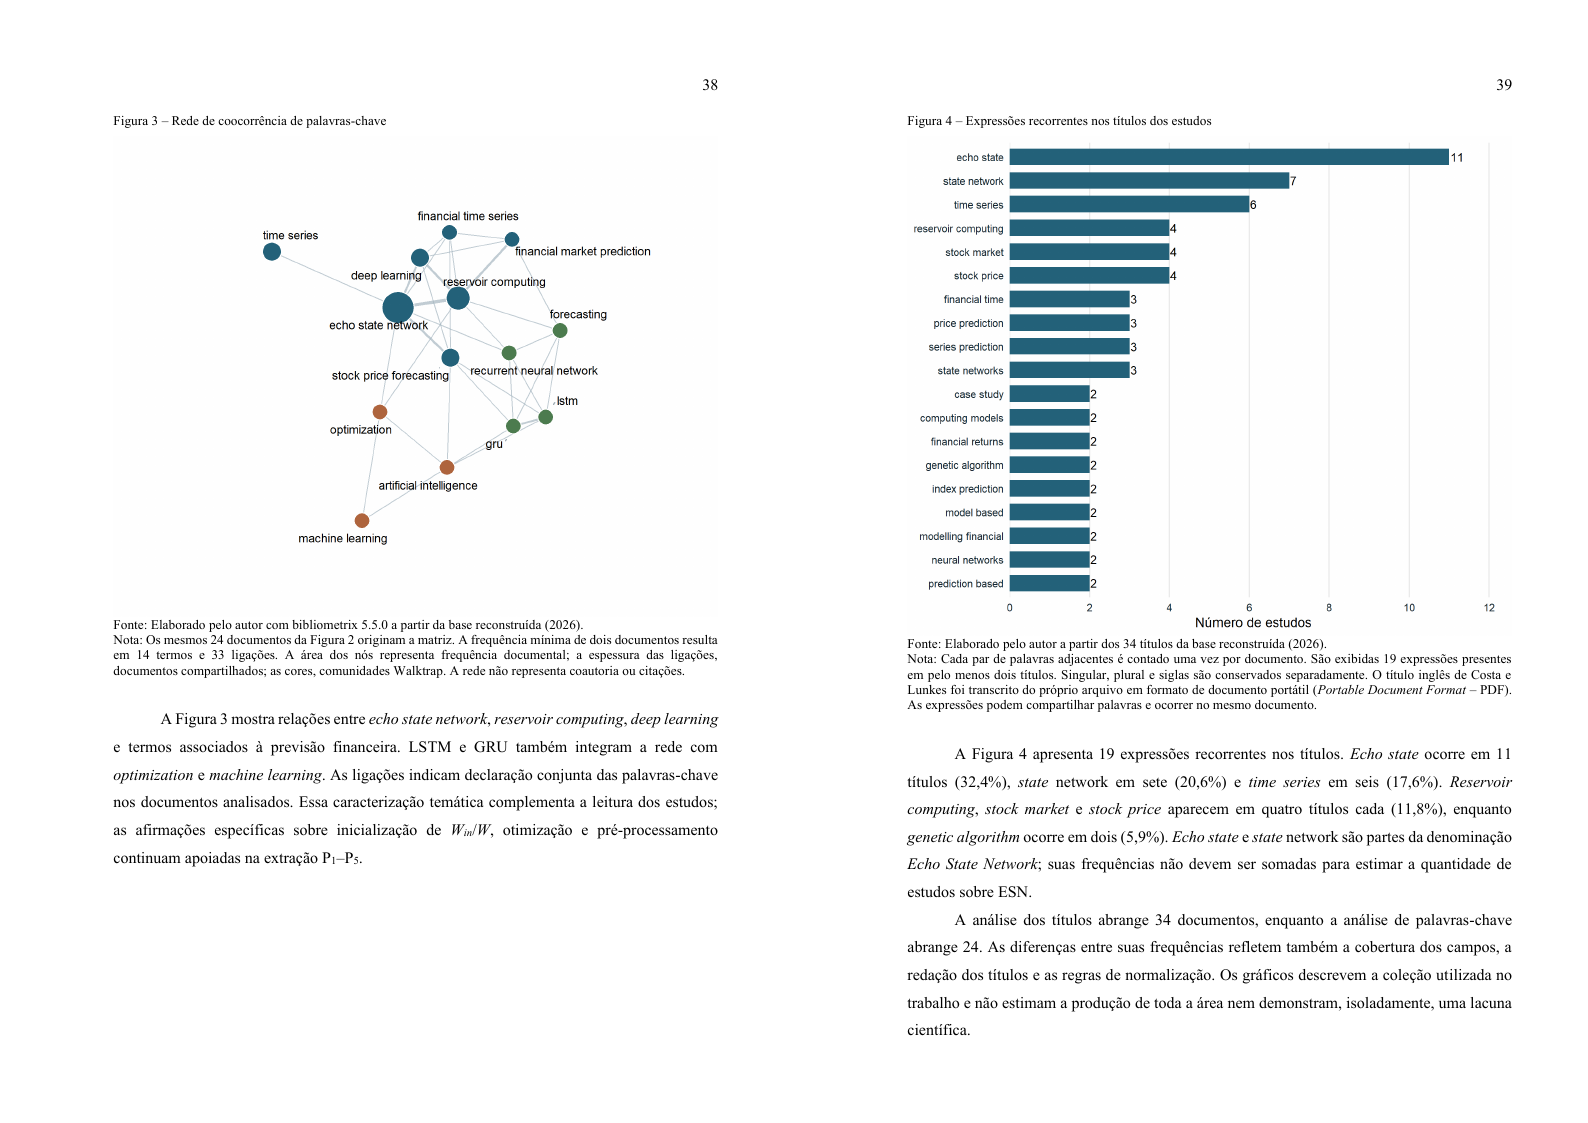 38
Figura 3 – Rede de coocorrência de palavras-chave
financial time series
time series
financial market prediction
deep learning
reservoir computing
forecasting
echo state network
stock price forecasting
recurrent neural network
lstm
optimization
gru
artificial intelligence
machine learning
Fonte: Elaborado pelo autor com bibliometrix 5.5.0 a partir da base reconstruída (2026).
Nota: Os mesmos 24 documentos da Figura 2 originam a matriz. A frequência mínima de dois documentos resulta
em 14 termos e 33 ligações. A área dos nós representa frequência documental; a espessura das ligações,
documentos compartilhados; as cores, comunidades Walktrap. A rede não representa coautoria ou citações.
A Figura 3 mostra relações entre echo state network, reservoir computing, deep learning
e termos associados à previsão financeira. LSTM e GRU também integram a rede com
optimization e machine learning. As ligações indicam declaração conjunta das palavras-chave
nos documentos analisados. Essa caracterização temática complementa a leitura dos estudos;
as afirmações específicas sobre inicialização de Win/W, otimização e pré-processamento
continuam apoiadas na extração P1–P5.
39
Figura 4 – Expressões recorrentes nos títulos dos estudos
echo state 11
state network 7
time series 6
reservoir computing 4
stock market 4
stock price 4
financial time 3
price prediction 3
series prediction 3
state networks 3
case study 2
computing models 2
financial returns 2
genetic algorithm 2
index prediction 2
model based 2
modelling financial 2
neural networks 2
prediction based 2
0 2 4 6 8 10 12
Número de estudos
Fonte: Elaborado pelo autor a partir dos 34 títulos da base reconstruída (2026).
Nota: Cada par de palavras adjacentes é contado uma vez por documento. São exibidas 19 expressões presentes
em pelo menos dois títulos. Singular, plural e siglas são conservados separadamente. O título inglês de Costa e
Lunkes foi transcrito do próprio arquivo em formato de documento portátil (Portable Document Format – PDF).
As expressões podem compartilhar palavras e ocorrer no mesmo documento.
A Figura 4 apresenta 19 expressões recorrentes nos títulos. Echo state ocorre em 11
títulos (32,4%), state network em sete (20,6%) e time series em seis (17,6%). Reservoir
computing, stock market e stock price aparecem em quatro títulos cada (11,8%), enquanto
genetic algorithm ocorre em dois (5,9%). Echo state e state network são partes da denominação
Echo State Network; suas frequências não devem ser somadas para estimar a quantidade de
estudos sobre ESN.
A análise dos títulos abrange 34 documentos, enquanto a análise de palavras-chave
abrange 24. As diferenças entre suas frequências refletem também a cobertura dos campos, a
redação dos títulos e as regras de normalização. Os gráficos descrevem a coleção utilizada no
trabalho e não estimam a produção de toda a área nem demonstram, isoladamente, uma lacuna
científica.